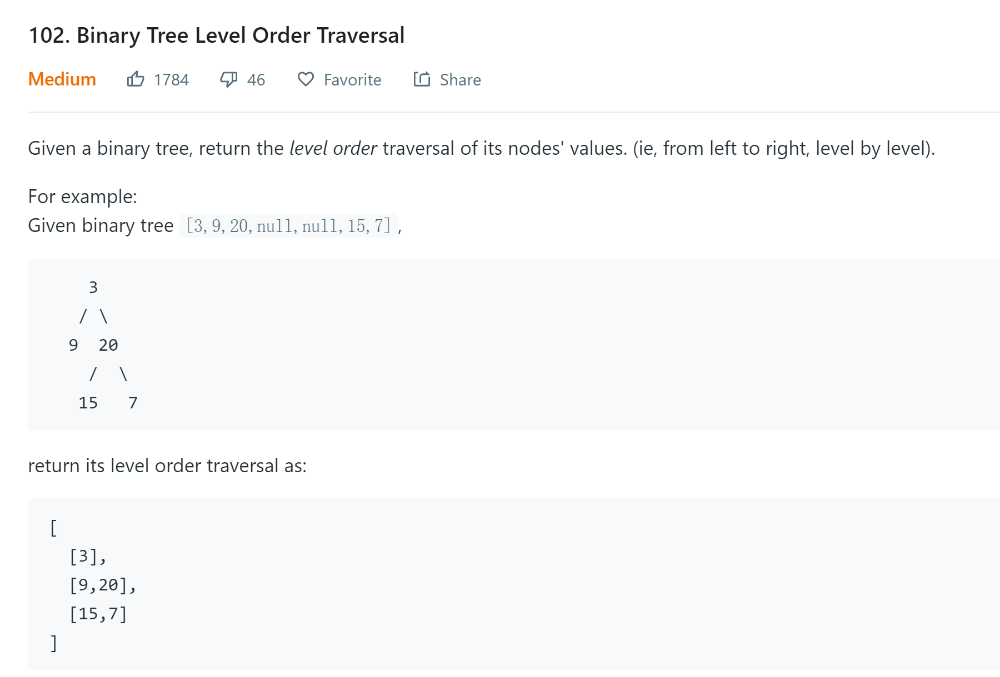 102. Binary Tree Level Order Traversal
Medium 1784 46 Favorite Share
Given a binary tree, return the level order traversal of its nodes' values. (ie, from left to right, level by level).
For example:
Given binary tree [3,9,20,null,null,15,7],
3
/ \
9 20
/ \
15 7
return its level order traversal as:
[
[3],
[9,20],
[15,7]
]